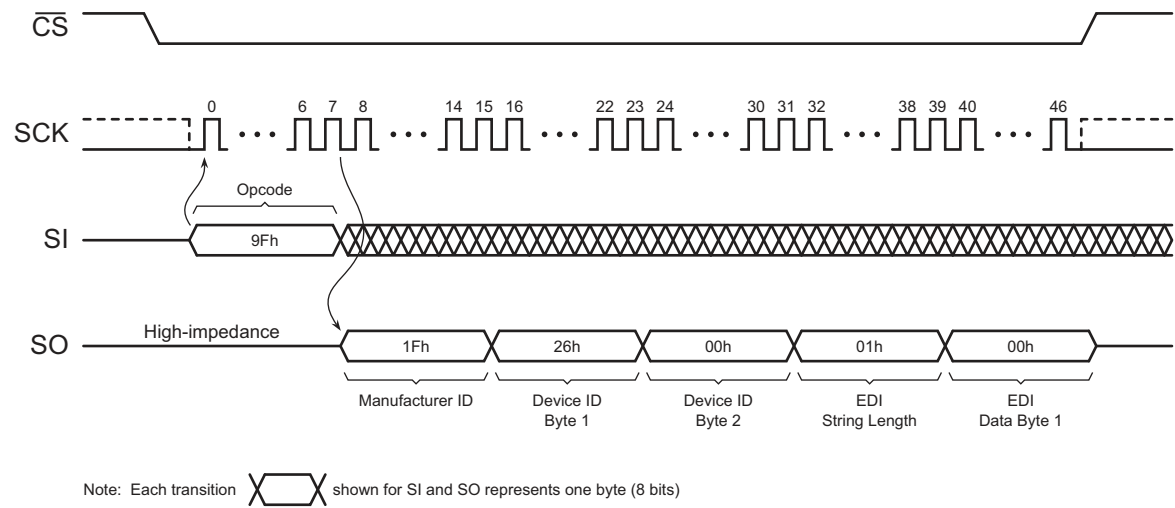 CS
SCK
0 6 7 8 14 15 16 22 23 24 30 31 32 38 39 40 46
Opcode
SI
9Fh
High-impedance
SO
1Fh 26h 00h 01h 00h
Manufacturer ID Device ID Device ID EDI EDI
Byte 1 Byte 2 String Length Data Byte 1
Note: Each transition shown for SI and SO represents one byte (8 bits)